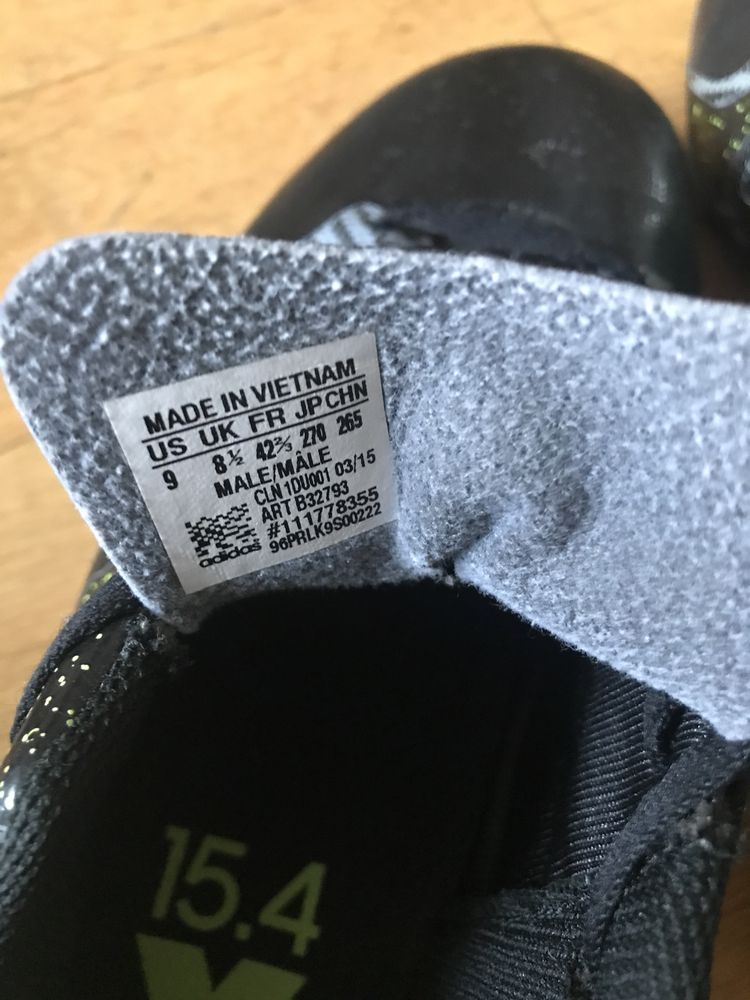 MADE IN VIETNAM
US UK FR JP CHN
9 8½ 42⅔ 270 265
MALE/MÂLE
CLN 1DU001 03/15
ART B32793
#111778355
96PRLK9S00222
adidas
15.4